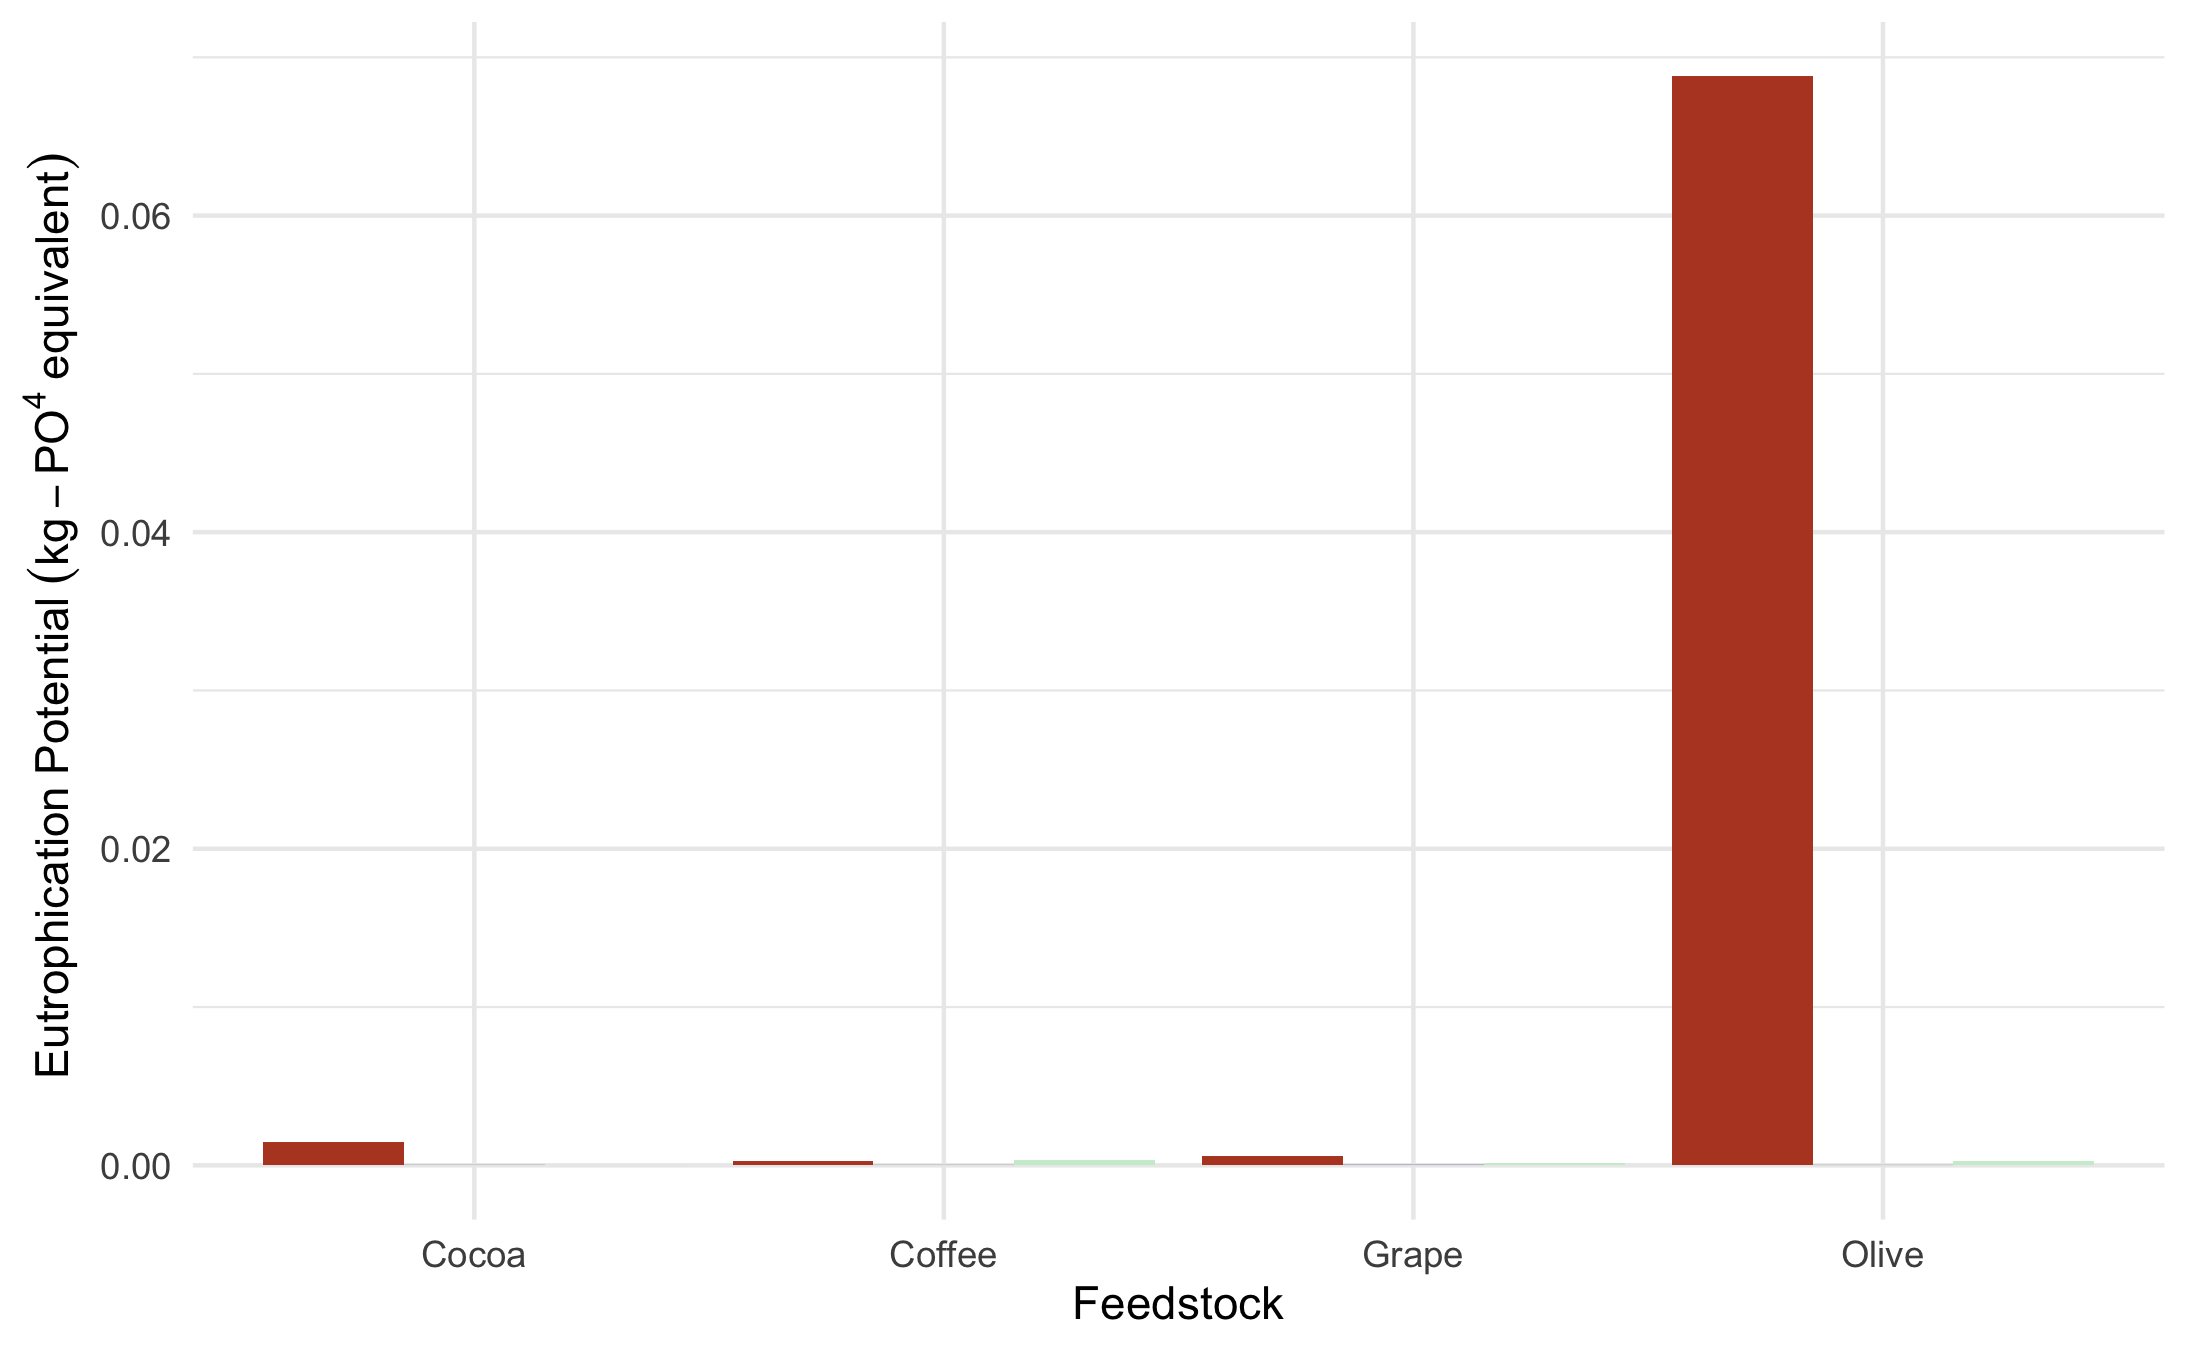 Eutrophication Potential (kg – PO⁴ equivalent)
0.06
0.04
0.02
0.00
Cocoa Coffee Grape Olive
Feedstock